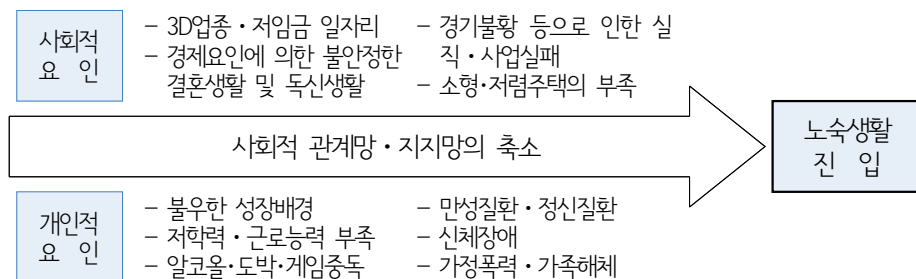 사회적
요 인
– 3D업종・저임금 일자리
– 경제요인에 의한 불안정한
결혼생활 및 독신생활
– 경기불황 등으로 인한 실
직・사업실패
– 소형·저렴주택의 부족
사회적 관계망・지지망의 축소
노숙생활
진 입
개인적
요 인
– 불우한 성장배경
– 저학력・근로능력 부족
– 알코올·도박·게임중독
– 만성질환・정신질환
– 신체장애
– 가정폭력・가족해체